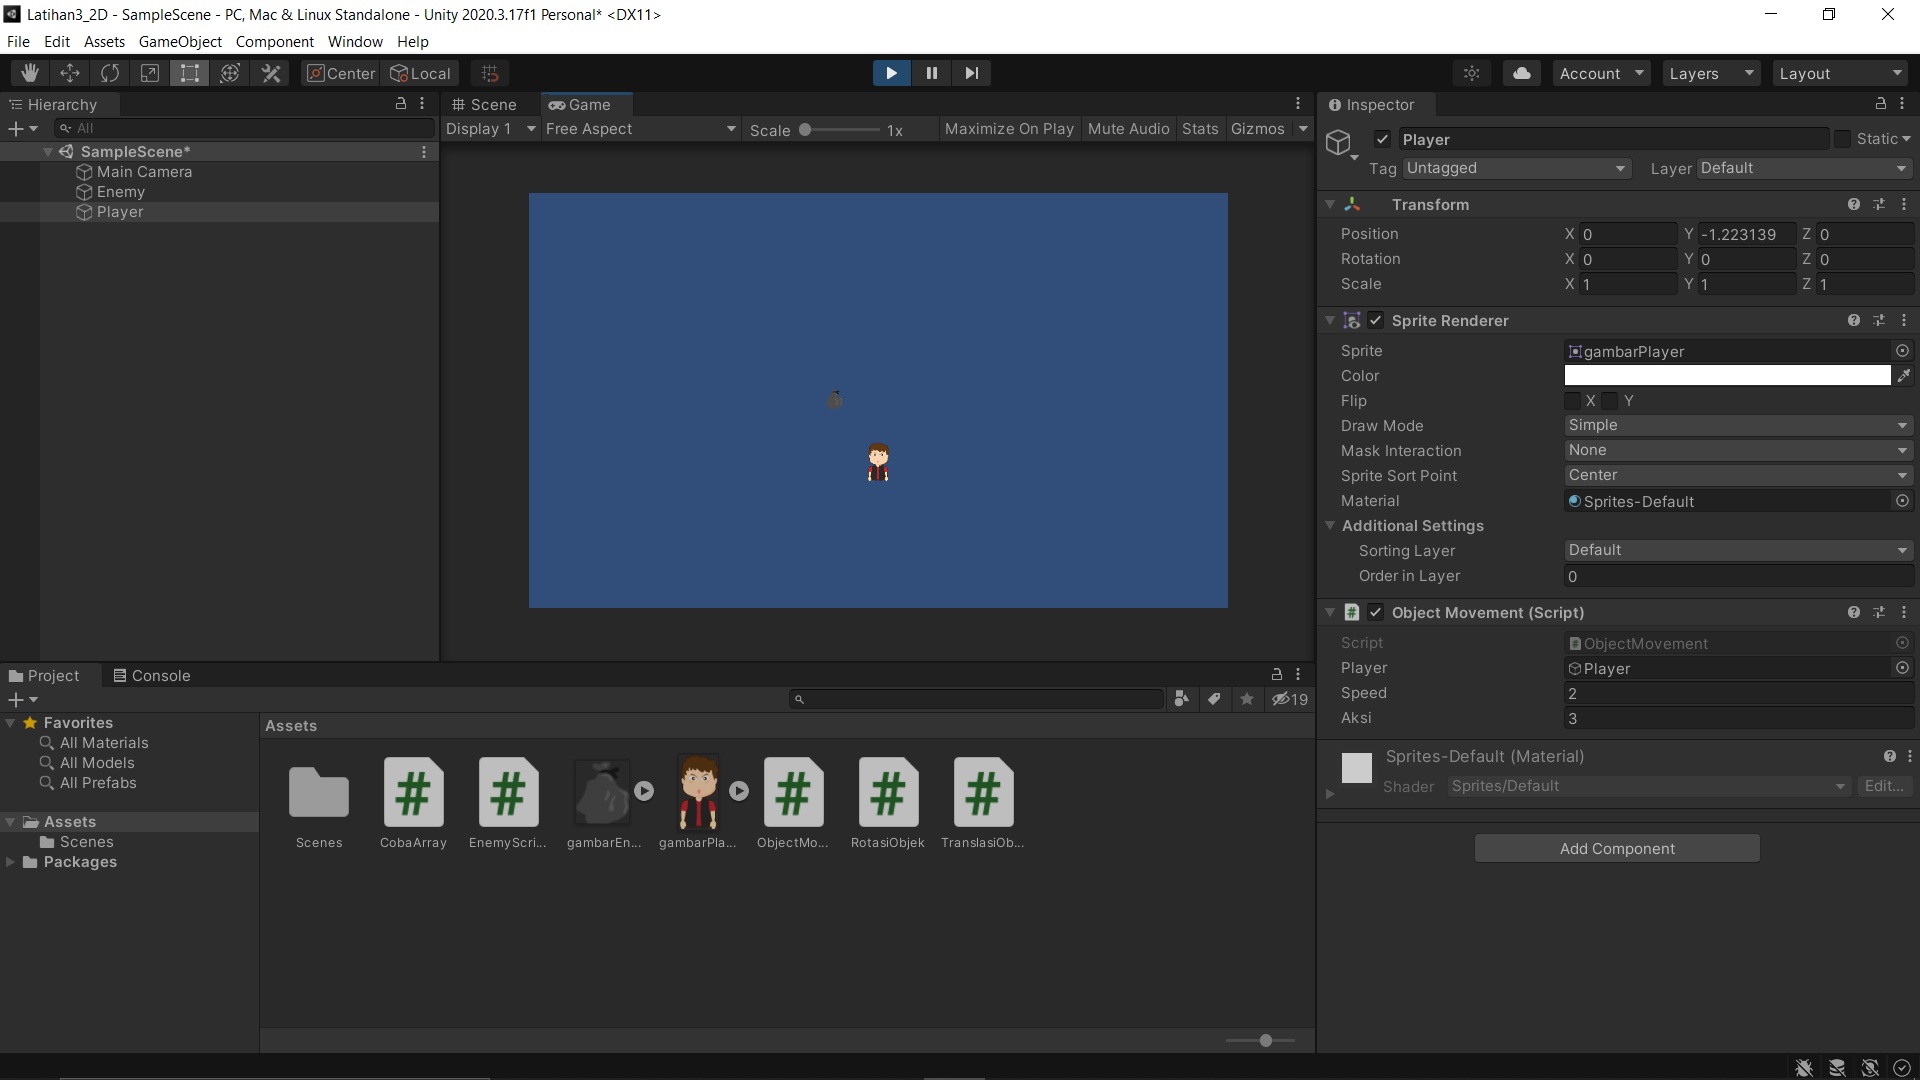 Latihan3_2D - SampleScene - PC, Mac & Linux Standalone - Unity 2020.3.17f1 Personal* <DX11>
File Edit Assets GameObject Component Window Help
Center Local Account Layers Layout
Hierarchy
All
SampleScene*
Main Camera
Enemy
Player
Scene Game
Display 1 Free Aspect Scale 1x Maximize On Play Mute Audio Stats Gizmos
Inspector
Player Static
Tag Untagged Layer Default
Transform
Position X 0 Y -1.223139 Z 0
Rotation X 0 Y 0 Z 0
Scale X 1 Y 1 Z 1
Sprite Renderer
Sprite gambarPlayer
Color
Flip X Y
Draw Mode Simple
Mask Interaction None
Sprite Sort Point Center
Material Sprites-Default
Additional Settings
Sorting Layer Default
Order in Layer 0
# Object Movement (Script)
Script ObjectMovement
Player Player
Speed 2
Aksi 3
Sprites-Default (Material)
Shader Sprites/Default Edit...
Add Component
Project Console
19
Favorites
All Materials
All Models
All Prefabs
Assets
Scenes
Packages
Assets
# # # # #
Scenes CobaArray EnemyScri... gambarEn... gambarPla... ObjectMo... RotasiObjek TranslasiOb...